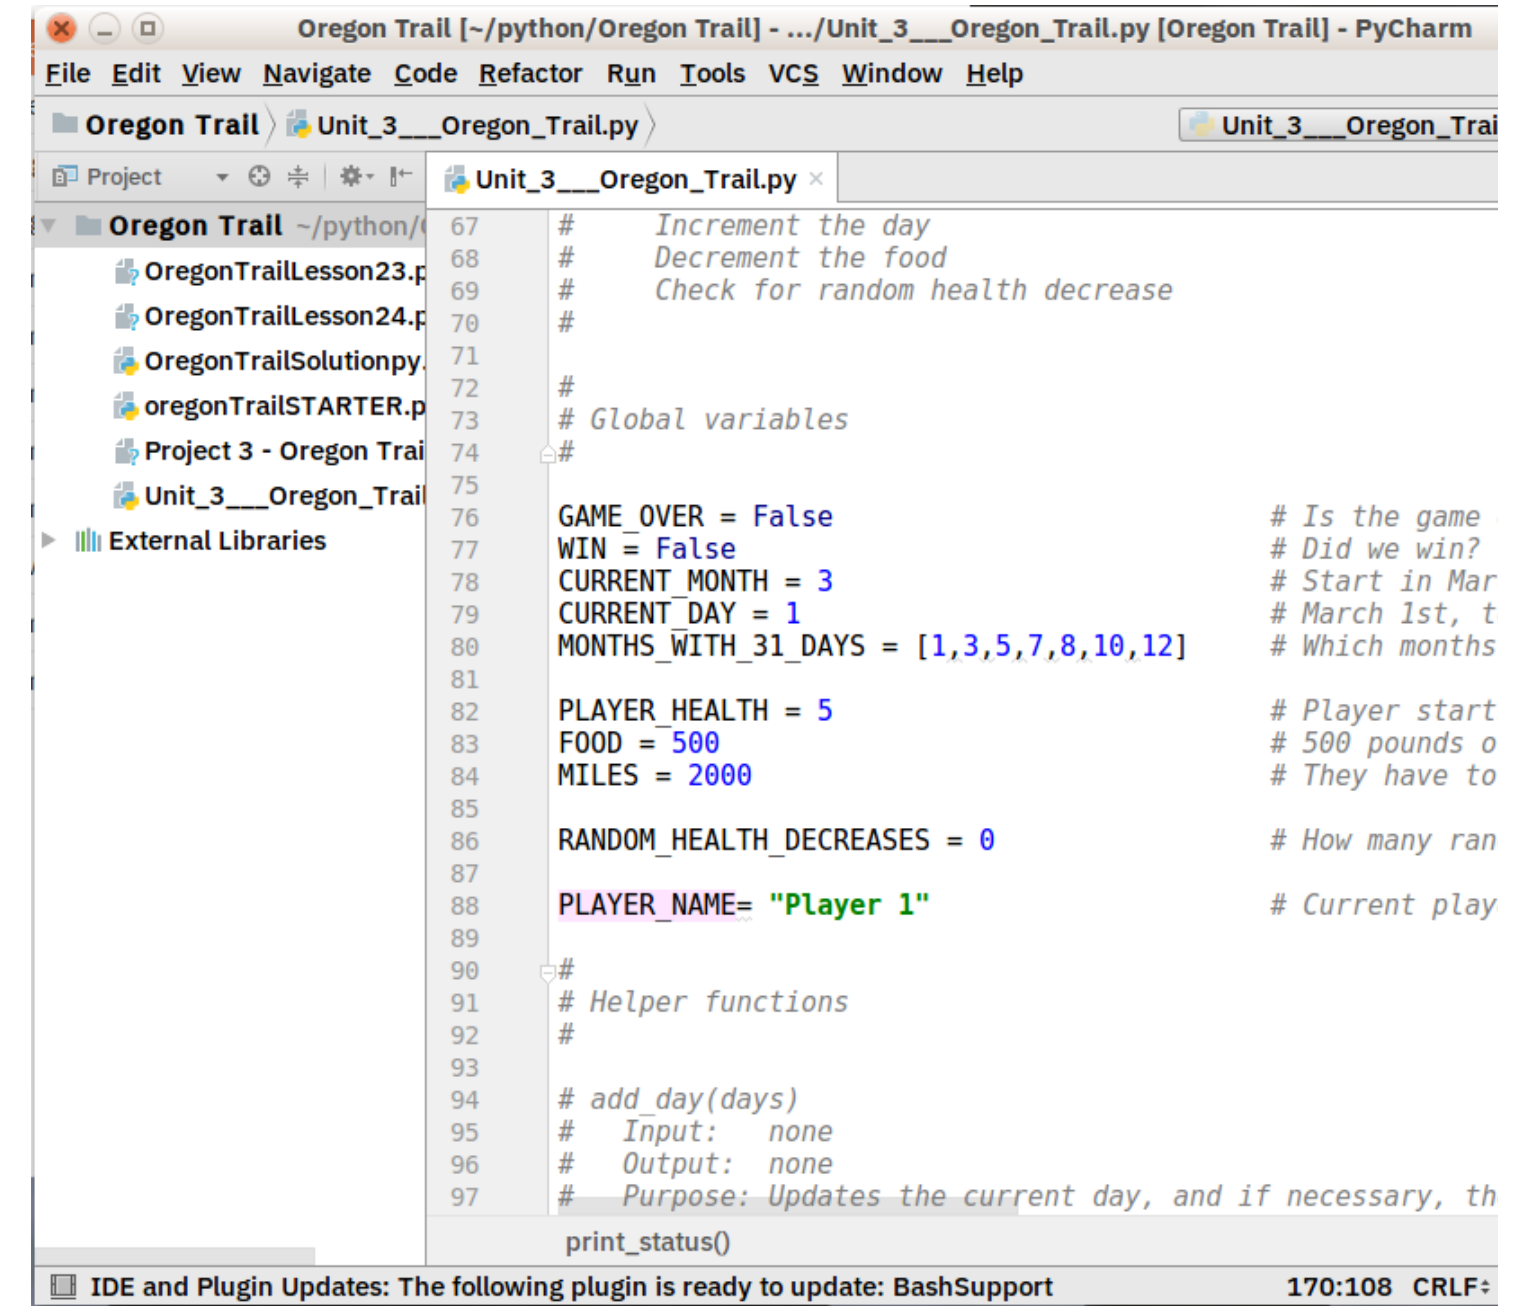 Oregon Trail [~/python/Oregon Trail] - .../Unit_3___Oregon_Trail.py [Oregon Trail] - PyCharm
File Edit View Navigate Code Refactor Run Tools VCS Window Help
Oregon Trail Unit_3___Oregon_Trail.py Unit_3___Oregon_Trai
Project Unit_3___Oregon_Trail.py
Oregon Trail ~/python/
OregonTrailLesson23.p
OregonTrailLesson24.p
OregonTrailSolutionpy.
oregonTrailSTARTER.p
Project 3 - Oregon Trai
Unit_3___Oregon_Trail
External Libraries
67 #     Increment the day
68 #     Decrement the food
69 #     Check for random health decrease
70 #
71
72 #
73 # Global variables
74 #
75
76 GAME_OVER = False # Is the game
77 WIN = False # Did we win?
78 CURRENT_MONTH = 3 # Start in Mar
79 CURRENT_DAY = 1 # March 1st, t
80 MONTHS_WITH_31_DAYS = [1,3,5,7,8,10,12] # Which months
81
82 PLAYER_HEALTH = 5 # Player start
83 FOOD = 500 # 500 pounds o
84 MILES = 2000 # They have to
85
86 RANDOM_HEALTH_DECREASES = 0 # How many ran
87
88 PLAYER_NAME= "Player 1" # Current play
89
90 #
91 # Helper functions
92 #
93
94 # add_day(days)
95 #   Input:   none
96 #   Output:  none
97 #   Purpose: Updates the current day, and if necessary, th
print_status()
IDE and Plugin Updates: The following plugin is ready to update: BashSupport 170:108 CRLF